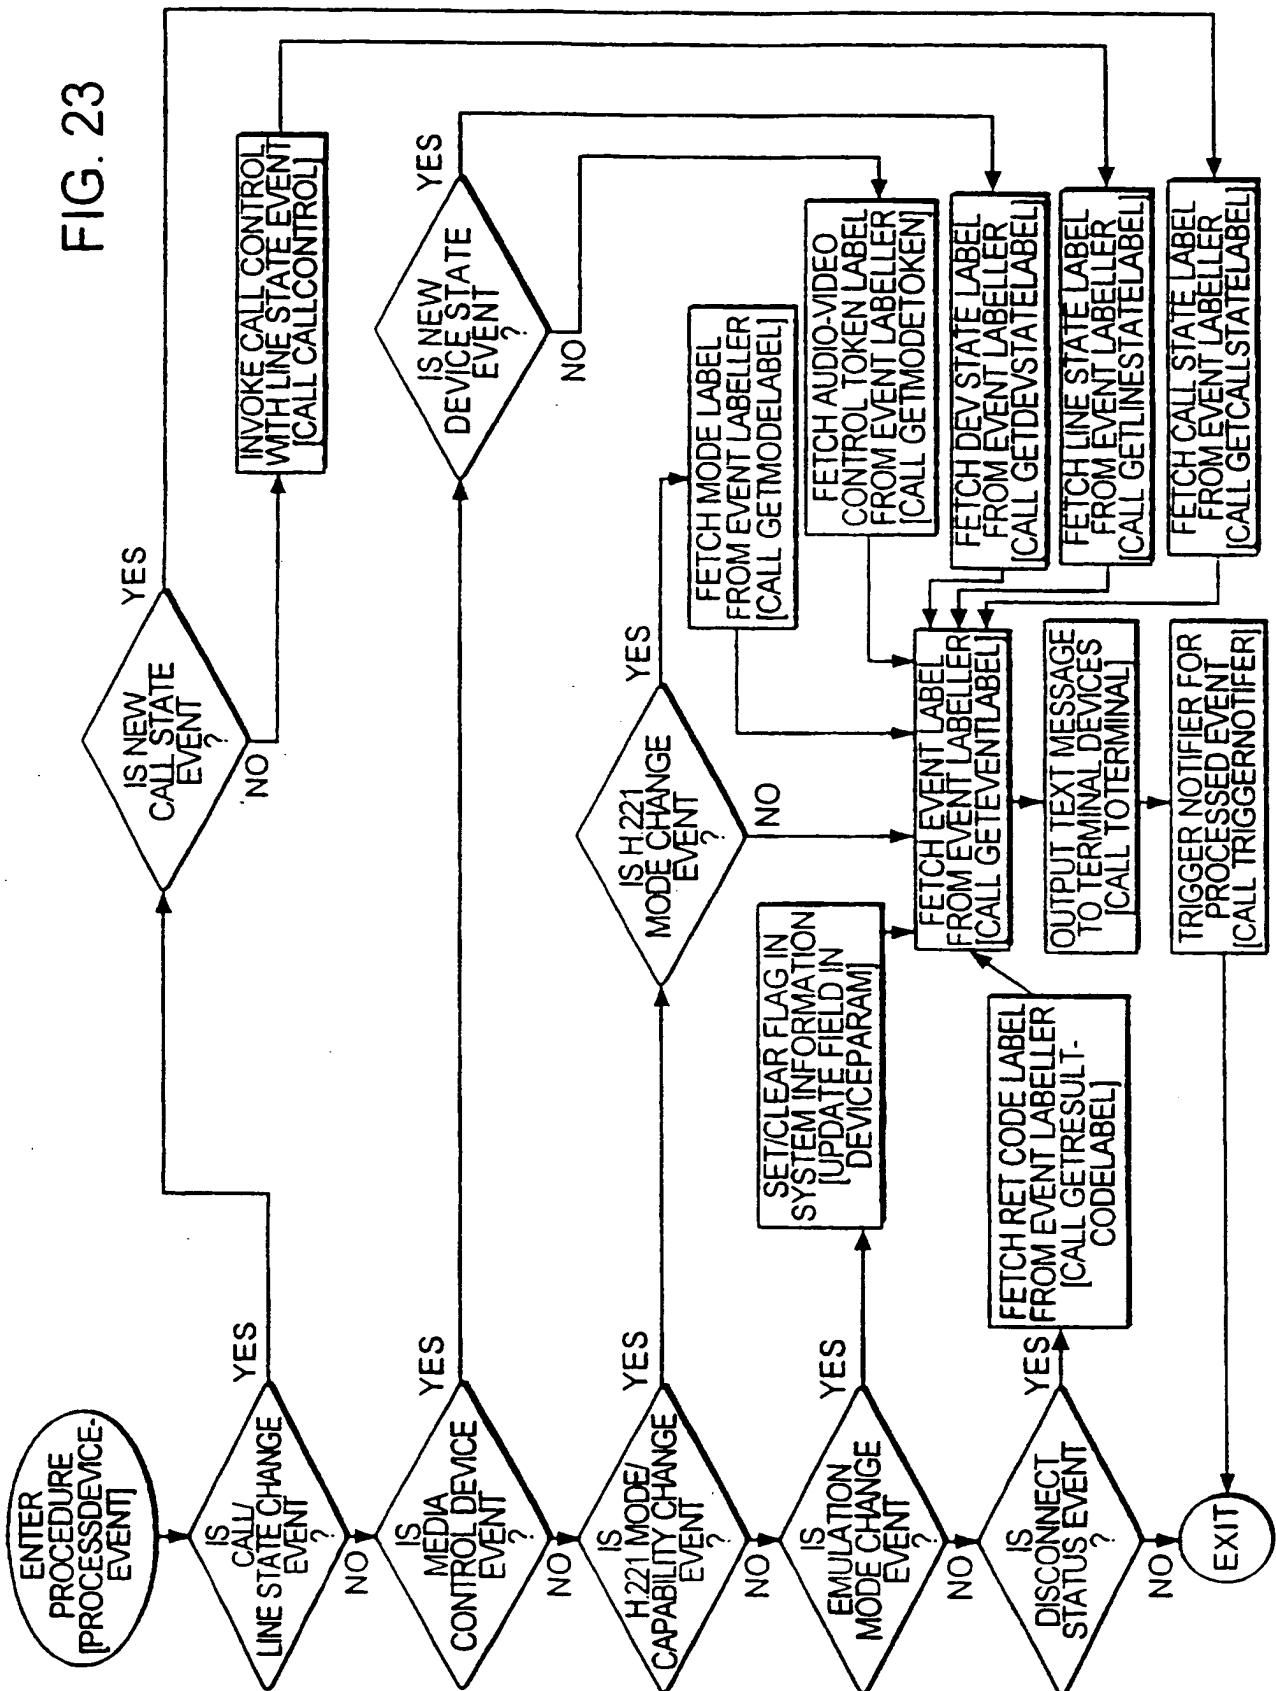 FIG. 23
ENTER
PROCEDURE
[PROCESSDEVICE-
EVENT]
IS
CALL/
LINE STATE CHANGE
EVENT
?
YES
NO
IS NEW
CALL STATE
EVENT
?
YES
NO
INVOKE CALL CONTROL
WITH LINE STATE EVENT
[CALL CALLCONTROL]
IS
MEDIA
CONTROL DEVICE
EVENT
?
YES
NO
IS NEW
DEVICE STATE
EVENT
?
YES
NO
IS
H.221 MODE/
CAPABILITY CHANGE
EVENT
?
YES
NO
IS H.221
MODE CHANGE
EVENT
?
YES
NO
FETCH MODE LABEL
FROM EVENT LABELLER
[CALL GETMODELABEL]
FETCH AUDIO-VIDEO
CONTROL TOKEN LABEL
FROM EVENT LABELLER
[CALL GETMODETOKEN]
FETCH DEV STATE LABEL
FROM EVENT LABELLER
[CALL GETDEVSTATELABEL]
FETCH LINE STATE LABEL
FROM EVENT LABELLER
[CALL GETLINESTATELABEL]
FETCH CALL STATE LABEL
FROM EVENT LABELLER
[CALL GETCALLSTATELABEL]
IS
EMULATION
MODE CHANGE
EVENT
?
YES
NO
SET/CLEAR FLAG IN
SYSTEM INFORMATION
[UPDATE FIELD IN
DEVICEPARAM]
FETCH EVENT LABEL
FROM EVENT LABELLER
[CALL GETEVENTLABEL]
IS
DISCONNECT
STATUS EVENT
?
YES
NO
FETCH RET CODE LABEL
FROM EVENT LABELLER
[CALL GETRESULT-
CODELABEL]
OUTPUT TEXT MESSAGE
TO TERMINAL DEVICES
[CALL TOTERMINAL]
TRIGGER NOTIFIER FOR
PROCESSED EVENT
[CALL TRIGGERNOTIFER]
EXIT